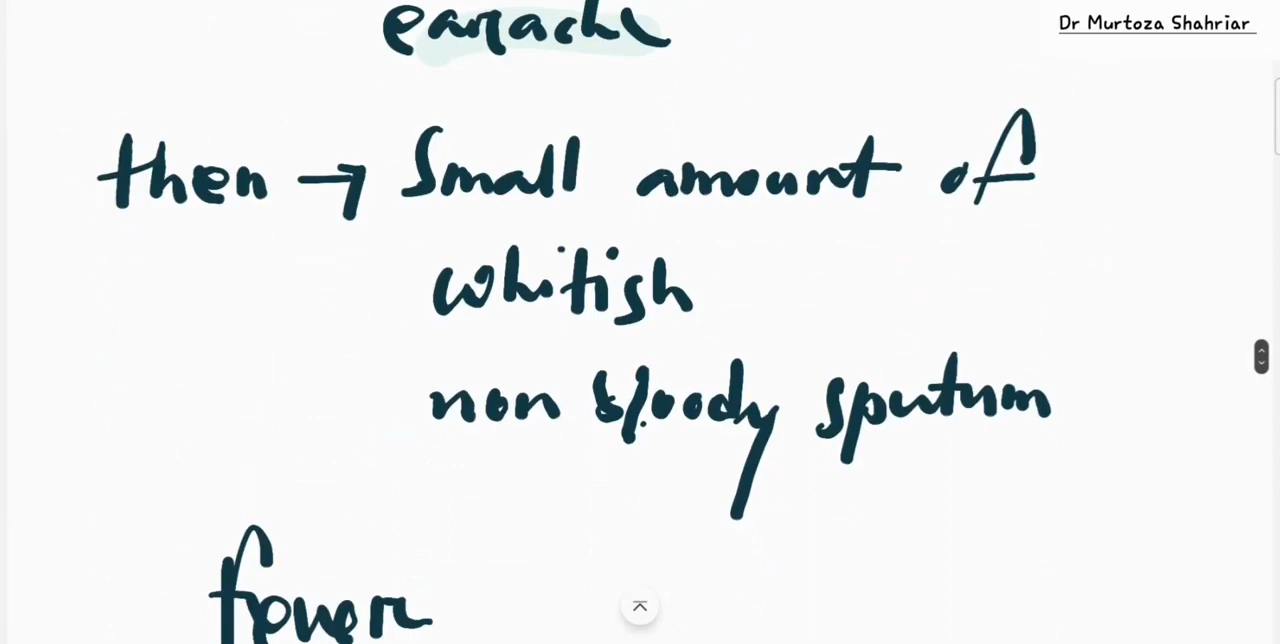 earache
Dr Murtoza Shahriar
then → Small amount of
whitish
non bloody sputum
fever